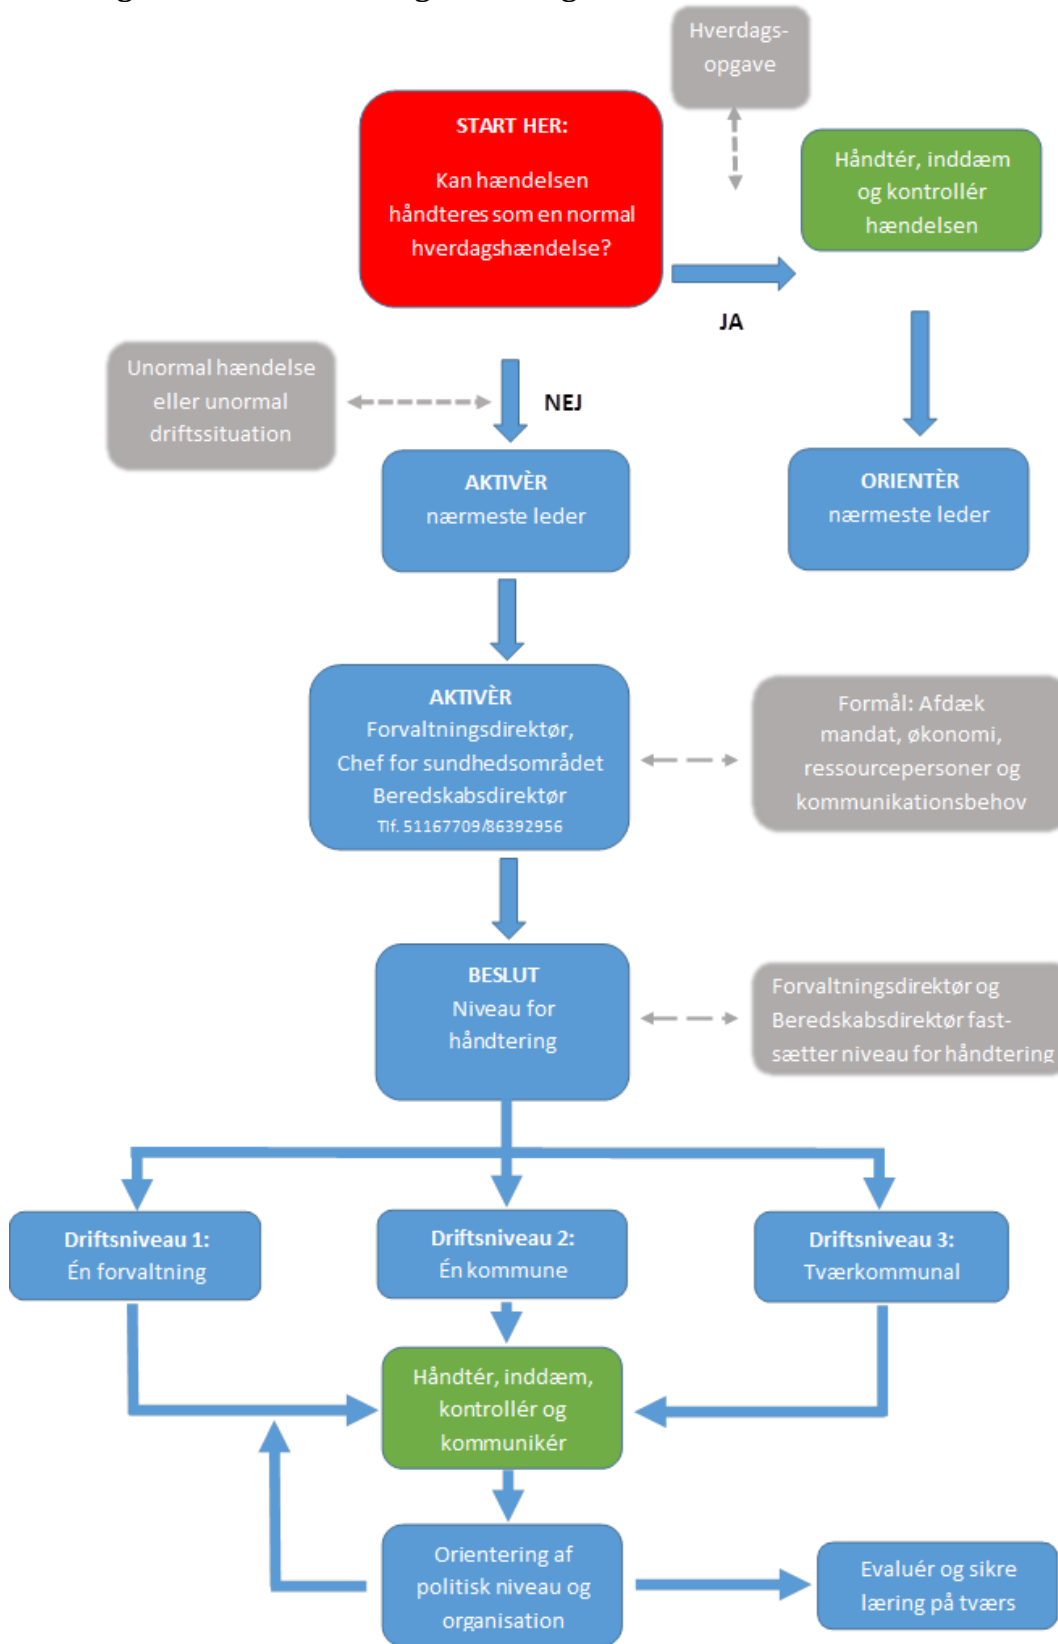 Hverdags-
opgave
START HER:
Kan hændelsen
håndteres som en normal
hverdagshændelse?
Håndtér, inddæm
og kontrollér
hændelsen
JA
Unormal hændelse
eller unormal
driftssituation
NEJ
AKTIVÈR
nærmeste leder
ORIENTÈR
nærmeste leder
AKTIVÈR
Forvaltningsdirektør,
Chef for sundhedsområdet
Beredskabsdirektør
Tlf. 51167709/86392956
Formål: Afdæk
mandat, økonomi,
ressourcepersoner og
kommunikationsbehov
BESLUT
Niveau for
håndtering
Forvaltningsdirektør og
Beredskabsdirektør fast-
sætter niveau for håndtering
Driftsniveau 1:
Én forvaltning
Driftsniveau 2:
Én kommune
Driftsniveau 3:
Tværkommunal
Håndtér, inddæm,
kontrollér og
kommunikér
Orientering af
politisk niveau og
organisation
Evaluér og sikre
læring på tværs